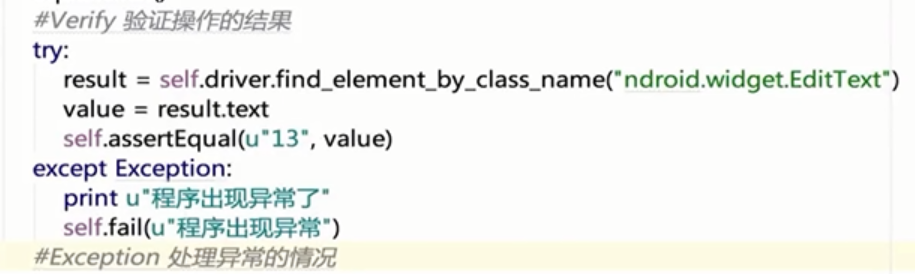 #Verify 验证操作的结果
try:
result = self.driver.find_element_by_class_name("ndroid.widget.EditText")
value = result.text
self.assertEqual(u"13", value)
except Exception:
print u"程序出现异常了"
self.fail(u"程序出现异常")
#Exception 处理异常的情况